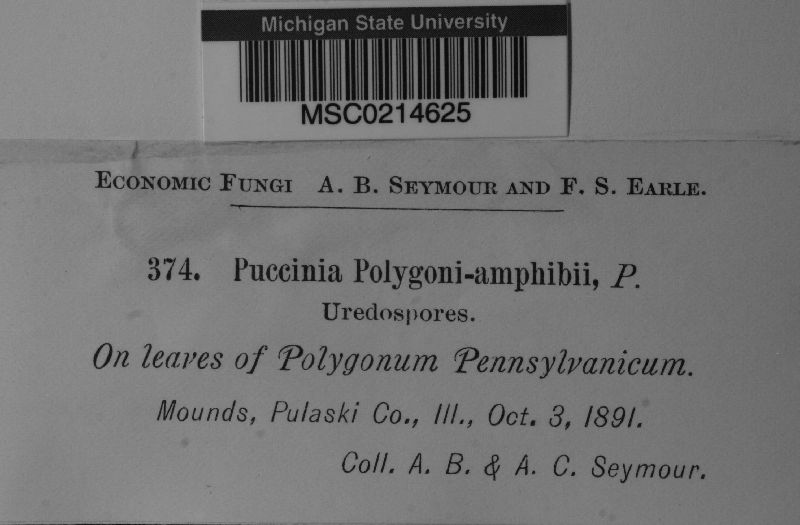 Michigan State University
MSC0214625
Economic Fungi A. B. Seymour and F. S. Earle.
374. Puccinia Polygoni-amphibii, P.
Uredospores.
On leaves of Polygonum Pennsylvanicum.
Mounds, Pulaski Co., Ill., Oct. 3, 1891.
Coll. A. B. & A. C. Seymour.